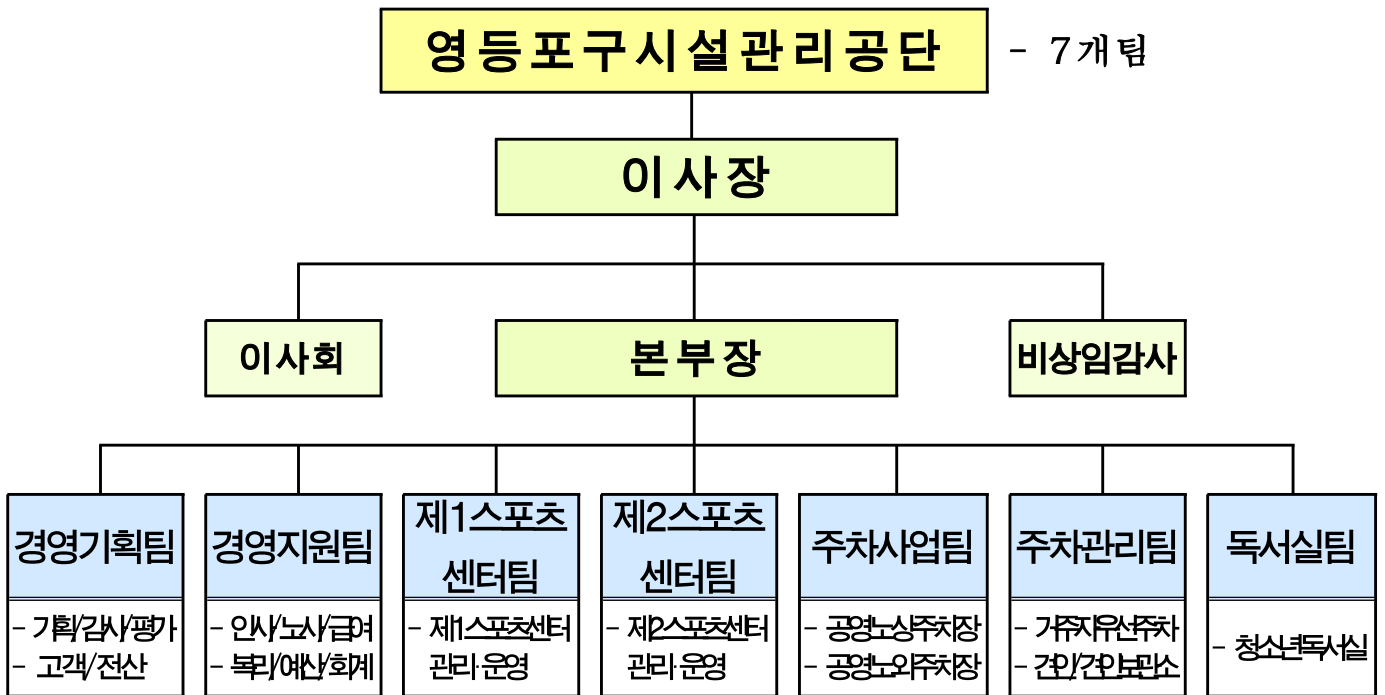 영등포구시설관리공단 - 7개팀
이사장
이사회
본부장
비상임감사
경영기획팀
- 기획/감사/평가
- 고객/전산
경영지원팀
- 인사/노사/급여
- 복리/예산/회계
제1스포츠
센터팀
- 제1스포츠센터
관리·운영
제2스포츠
센터팀
- 제2스포츠센터
관리·운영
주차사업팀
- 공영노상주차장
- 공영노외주차장
주차관리팀
- 거주자우선주차
- 견인/견인보관소
독서실팀
- 청소년독서실